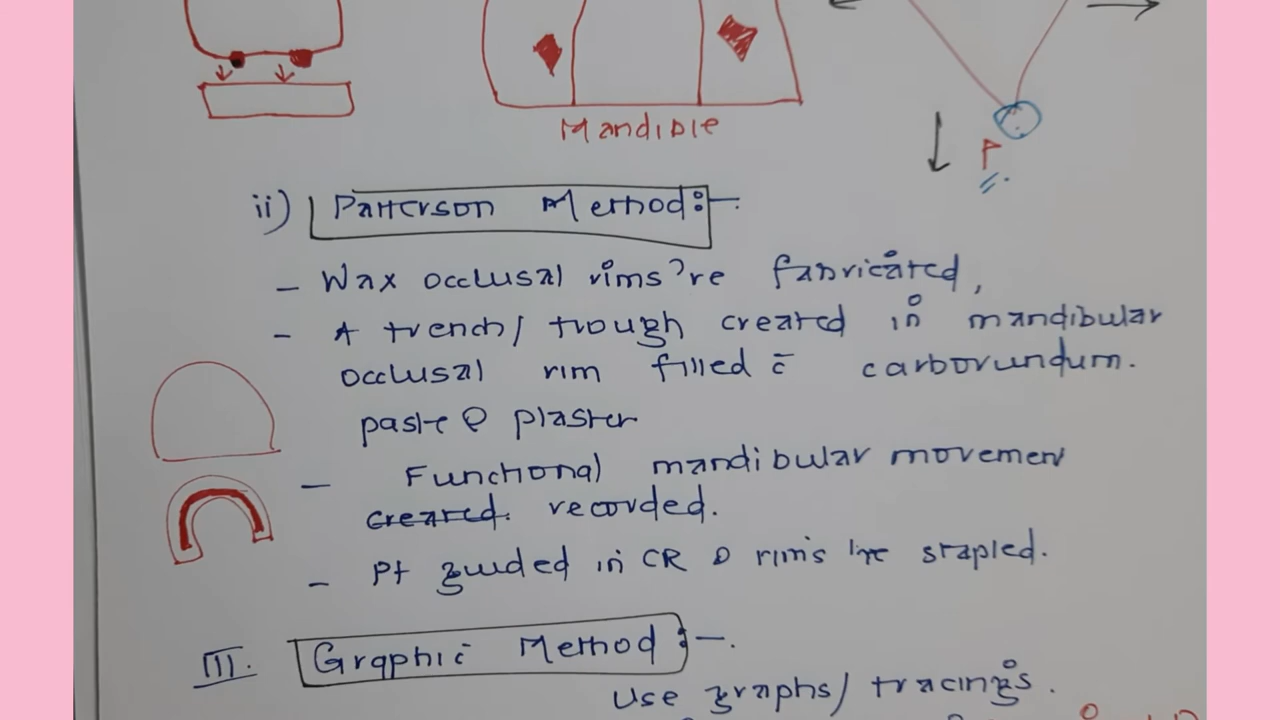 Mandible
P
ii) Patterson Method:-
- Wax occlusal rims 're fabricated,
- A trench/ trough created in mandibular
occlusal rim filled c̄ carborundum.
paste & plaster
- Functional mandibular movement
created. recorded.
- Pt guided in CR & rims are stapled.
III. Graphic Method:-
Use graphs/ tracings.